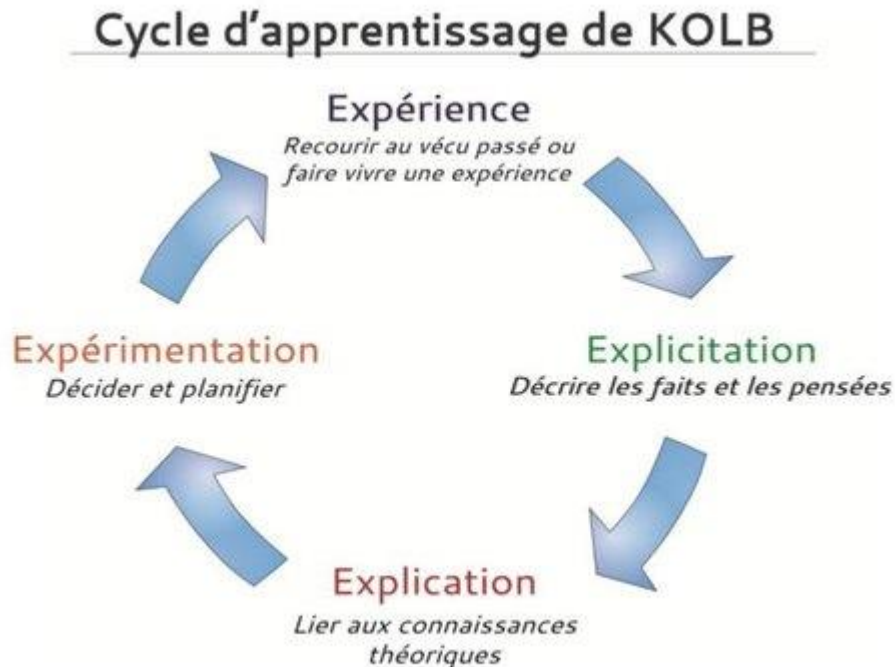 Cycle d'apprentissage de KOLB
Expérience
Recourir au vécu passé ou
faire vivre une expérience
Expérimentation
Décider et planifier
Explicitation
Décrire les faits et les pensées
Explication
Lier aux connaissances
théoriques